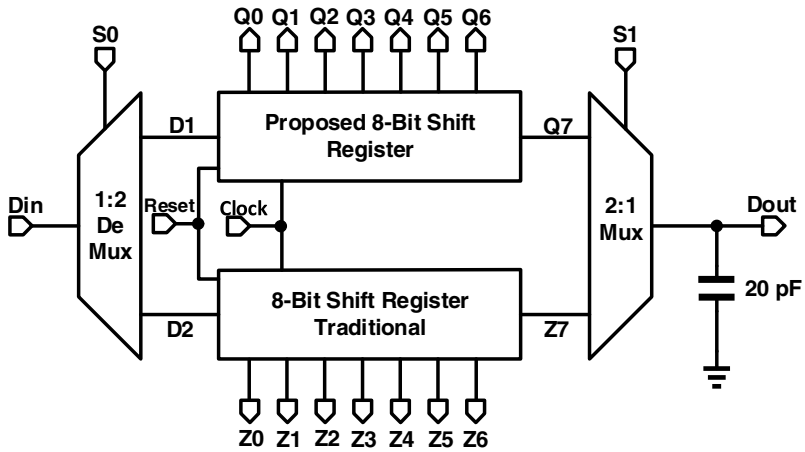 Q0 Q1 Q2 Q3 Q4 Q5 Q6
S0
S1
D1
Proposed 8-Bit Shift
Register
Q7
Din
1:2
De
Mux
Reset
Clock
2:1
Mux
Dout
20 pF
D2
8-Bit Shift Register
Traditional
Z7
Z0 Z1 Z2 Z3 Z4 Z5 Z6